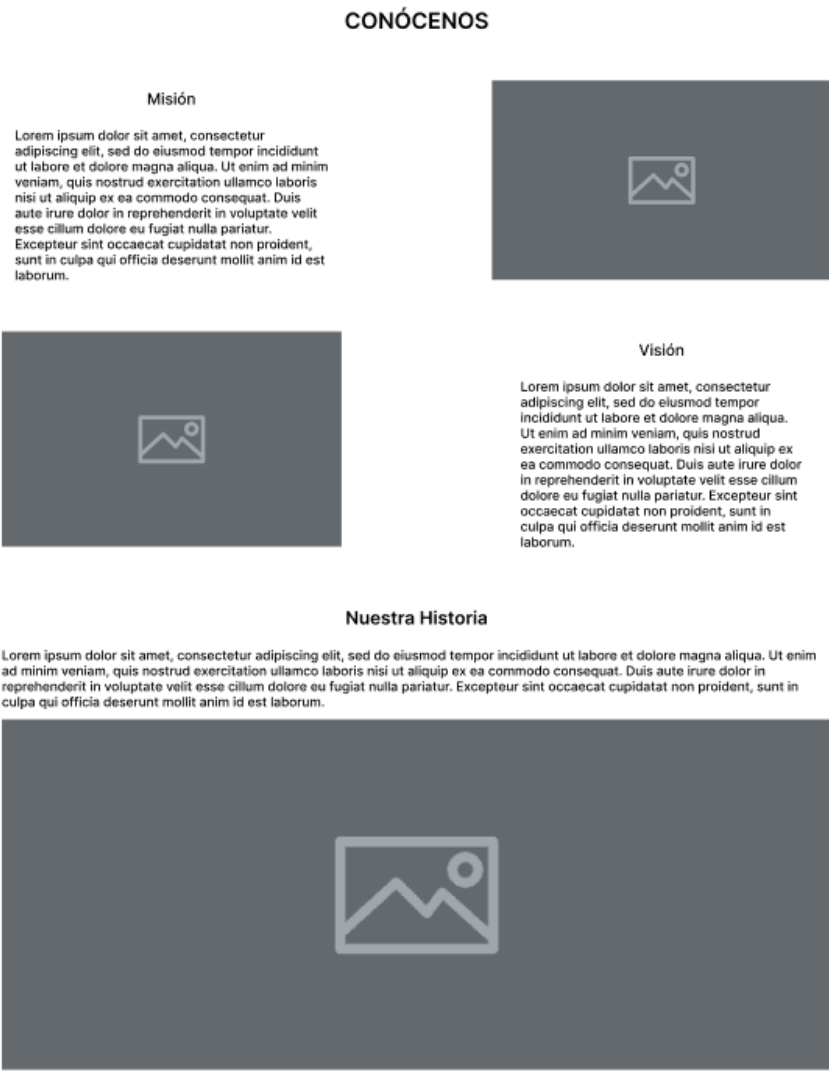 CONÓCENOS
Misión
Lorem ipsum dolor sit amet, consectetur
adipiscing elit, sed do eiusmod tempor incididunt
ut labore et dolore magna aliqua. Ut enim ad minim
veniam, quis nostrud exercitation ullamco laboris
nisi ut aliquip ex ea commodo consequat. Duis
aute irure dolor in reprehenderit in voluptate velit
esse cillum dolore eu fugiat nulla pariatur.
Excepteur sint occaecat cupidatat non proident,
sunt in culpa qui officia deserunt mollit anim id est
laborum.
Visión
Lorem ipsum dolor sit amet, consectetur
adipiscing elit, sed do eiusmod tempor
incididunt ut labore et dolore magna aliqua.
Ut enim ad minim veniam, quis nostrud
exercitation ullamco laboris nisi ut aliquip ex
ea commodo consequat. Duis aute irure dolor
in reprehenderit in voluptate velit esse cillum
dolore eu fugiat nulla pariatur. Excepteur sint
occaecat cupidatat non proident, sunt in
culpa qui officia deserunt mollit anim id est
laborum.
Nuestra Historia
Lorem ipsum dolor sit amet, consectetur adipiscing elit, sed do eiusmod tempor incididunt ut labore et dolore magna aliqua. Ut enim
ad minim veniam, quis nostrud exercitation ullamco laboris nisi ut aliquip ex ea commodo consequat. Duis aute irure dolor in
reprehenderit in voluptate velit esse cillum dolore eu fugiat nulla pariatur. Excepteur sint occaecat cupidatat non proident, sunt in
culpa qui officia deserunt mollit anim id est laborum.